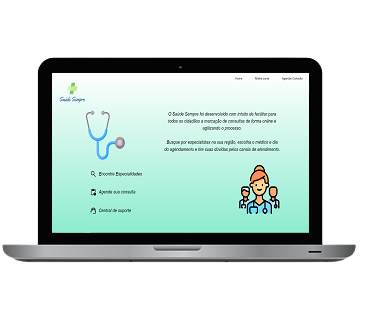 Home Minha conta Agendar Consulta
Saúde Sempre
O Saúde Sempre foi desenvolvido com intuito de facilitar para
todos os cidadãos a marcação de consultas de forma online e
agilizando o processo.
Busque por especialistas na sua região, escolha o médico e dia
do agendamento e tire suas dúvidas pelos canais de atendimento.
Encontre Especialidades
Agende sua consulta
Central de suporte